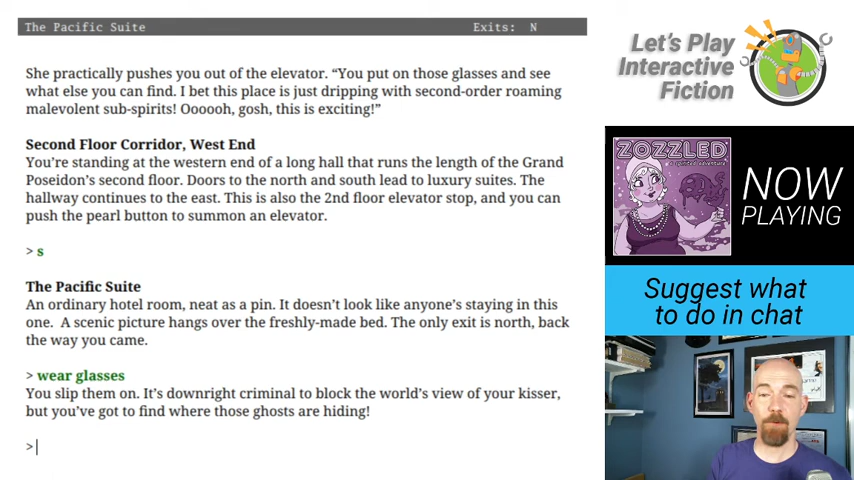 The Pacific Suite Exits: N
She practically pushes you out of the elevator. “You put on those glasses and see
what else you can find. I bet this place is just dripping with second-order roaming
malevolent sub-spirits! Oooooh, gosh, this is exciting!”
Second Floor Corridor, West End
You’re standing at the western end of a long hall that runs the length of the Grand
Poseidon’s second floor. Doors to the north and south lead to luxury suites. The
hallway continues to the east. This is also the 2nd floor elevator stop, and you can
push the pearl button to summon an elevator.
> s
The Pacific Suite
An ordinary hotel room, neat as a pin. It doesn’t look like anyone’s staying in this
one.  A scenic picture hangs over the freshly-made bed. The only exit is north, back
the way you came.
> wear glasses
You slip them on. It’s downright criminal to block the world’s view of your kisser,
but you’ve got to find where those ghosts are hiding!
>
Let’s Play
Interactive
Fiction
ZOZZLED
a spirited adventure
NOW
PLAYING
Suggest what
to do in chat